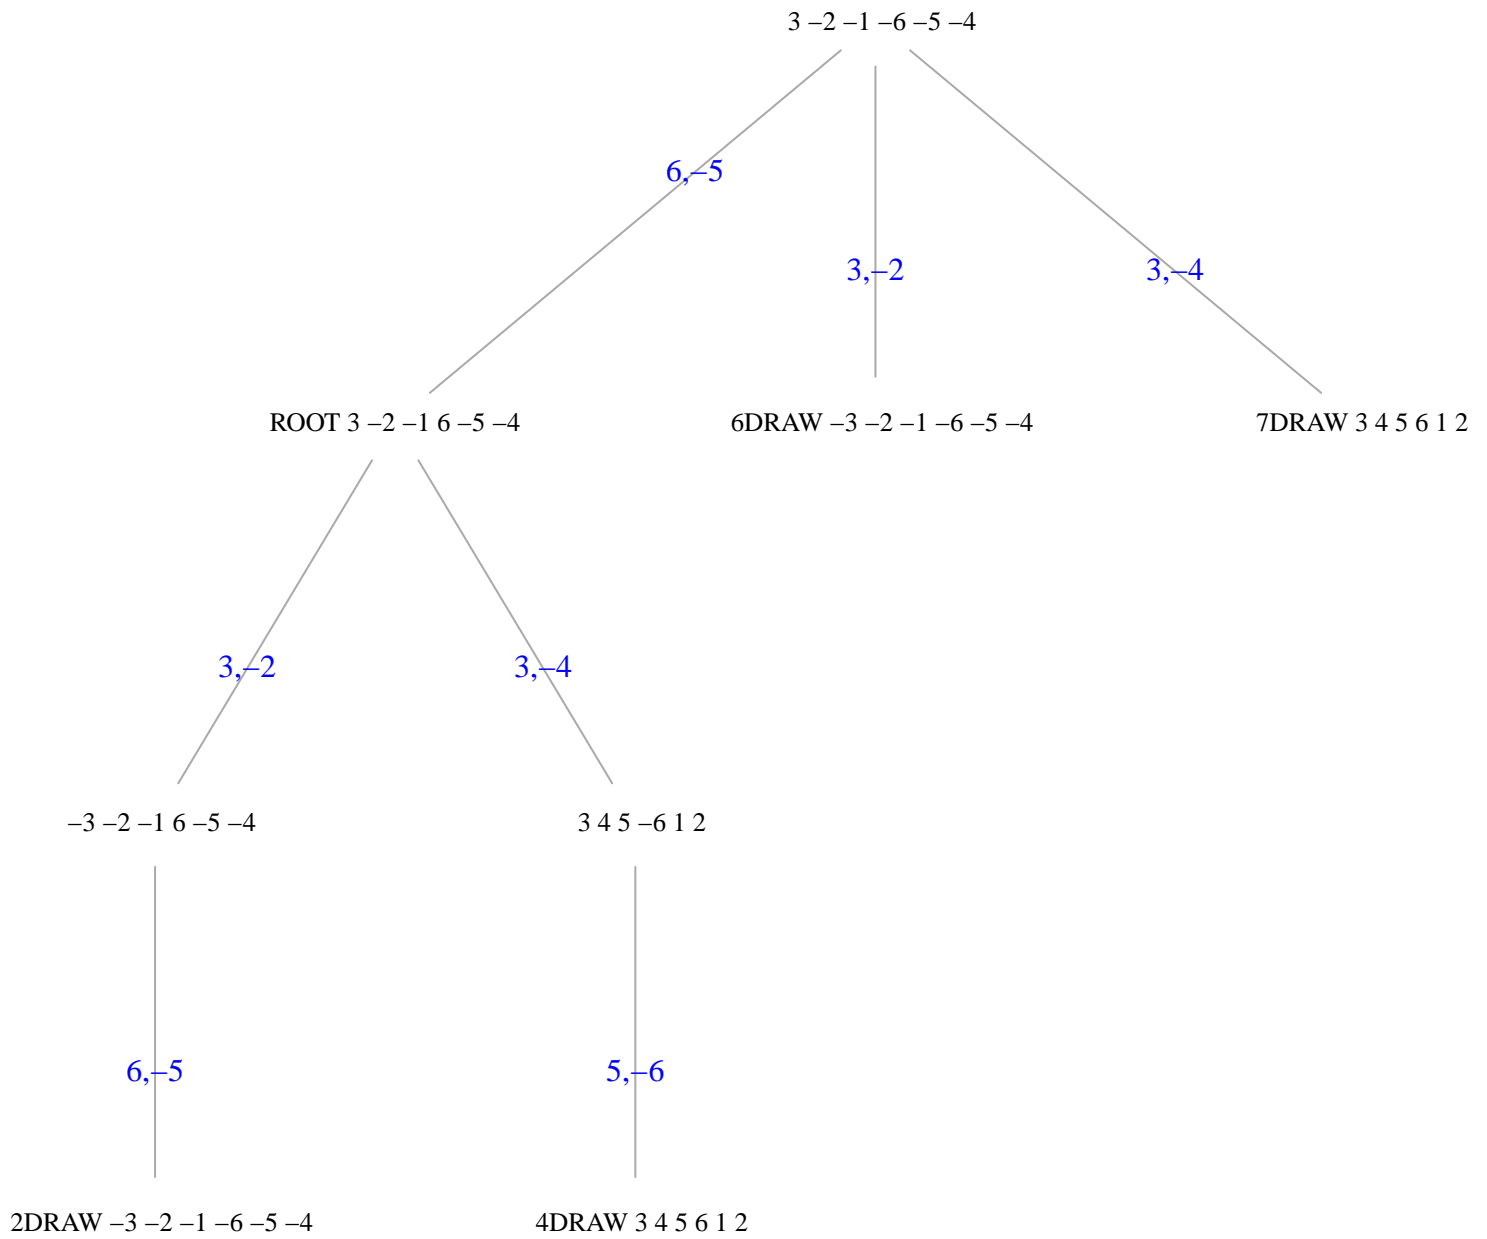 3 –2 –1 –6 –5 –4
6,–5
3,–2
3,–4
ROOT 3 –2 –1 6 –5 –4
6DRAW –3 –2 –1 –6 –5 –4
7DRAW 3 4 5 6 1 2
3,–2
3,–4
–3 –2 –1 6 –5 –4
3 4 5 –6 1 2
6,–5
5,–6
2DRAW –3 –2 –1 –6 –5 –4
4DRAW 3 4 5 6 1 2